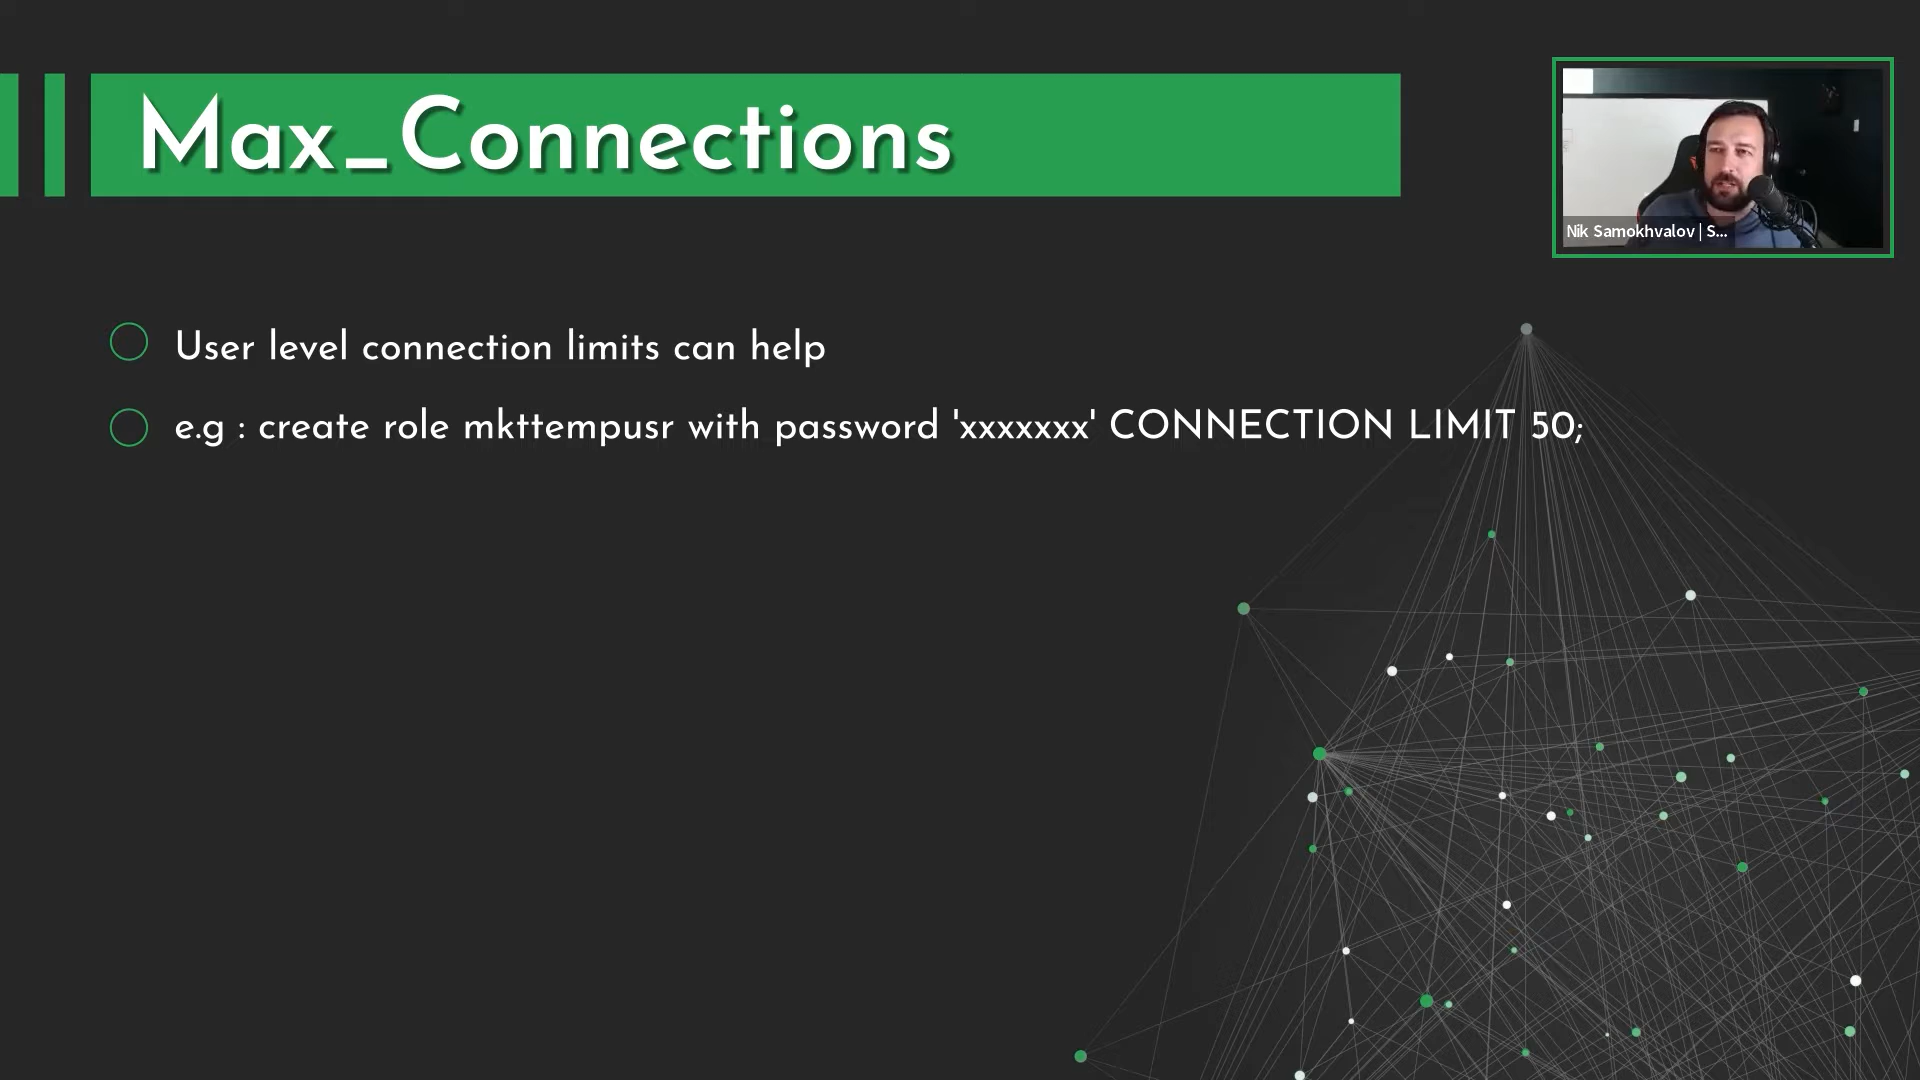 Max_Connections
Nik Samokhvalov | S...
User level connection limits can help
e.g : create role mkttempusr with password 'xxxxxxx' CONNECTION LIMIT 50;